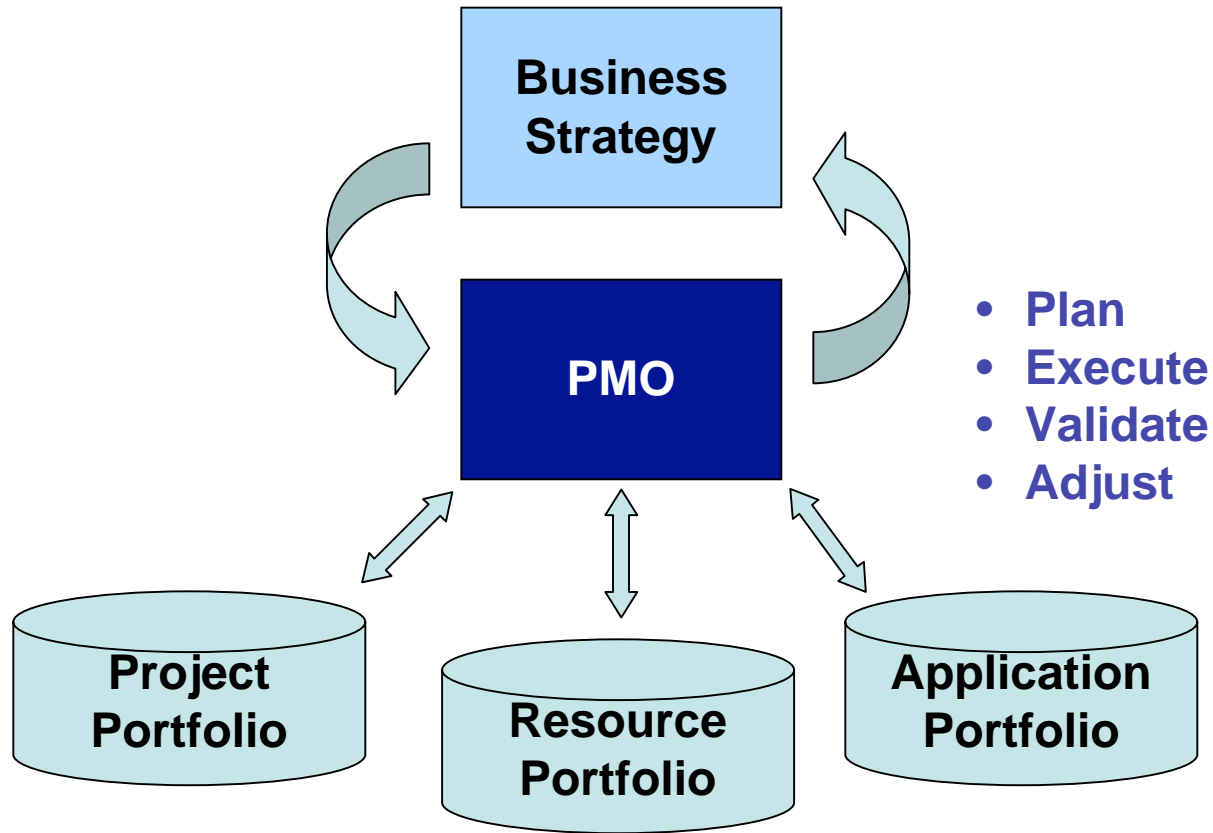 Business
Strategy
PMO
• Plan
• Execute
• Validate
• Adjust
Project
Portfolio
Resource
Portfolio
Application
Portfolio